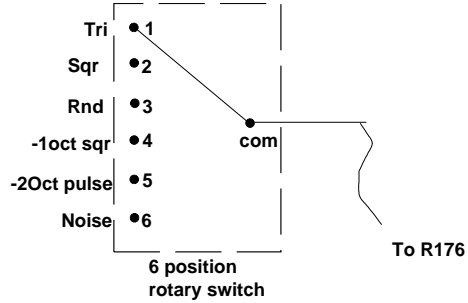 Tri 1
Sqr 2
Rnd 3
-1oct sqr 4
com
-2Oct pulse 5
Noise 6
To R176
6 position
rotary switch